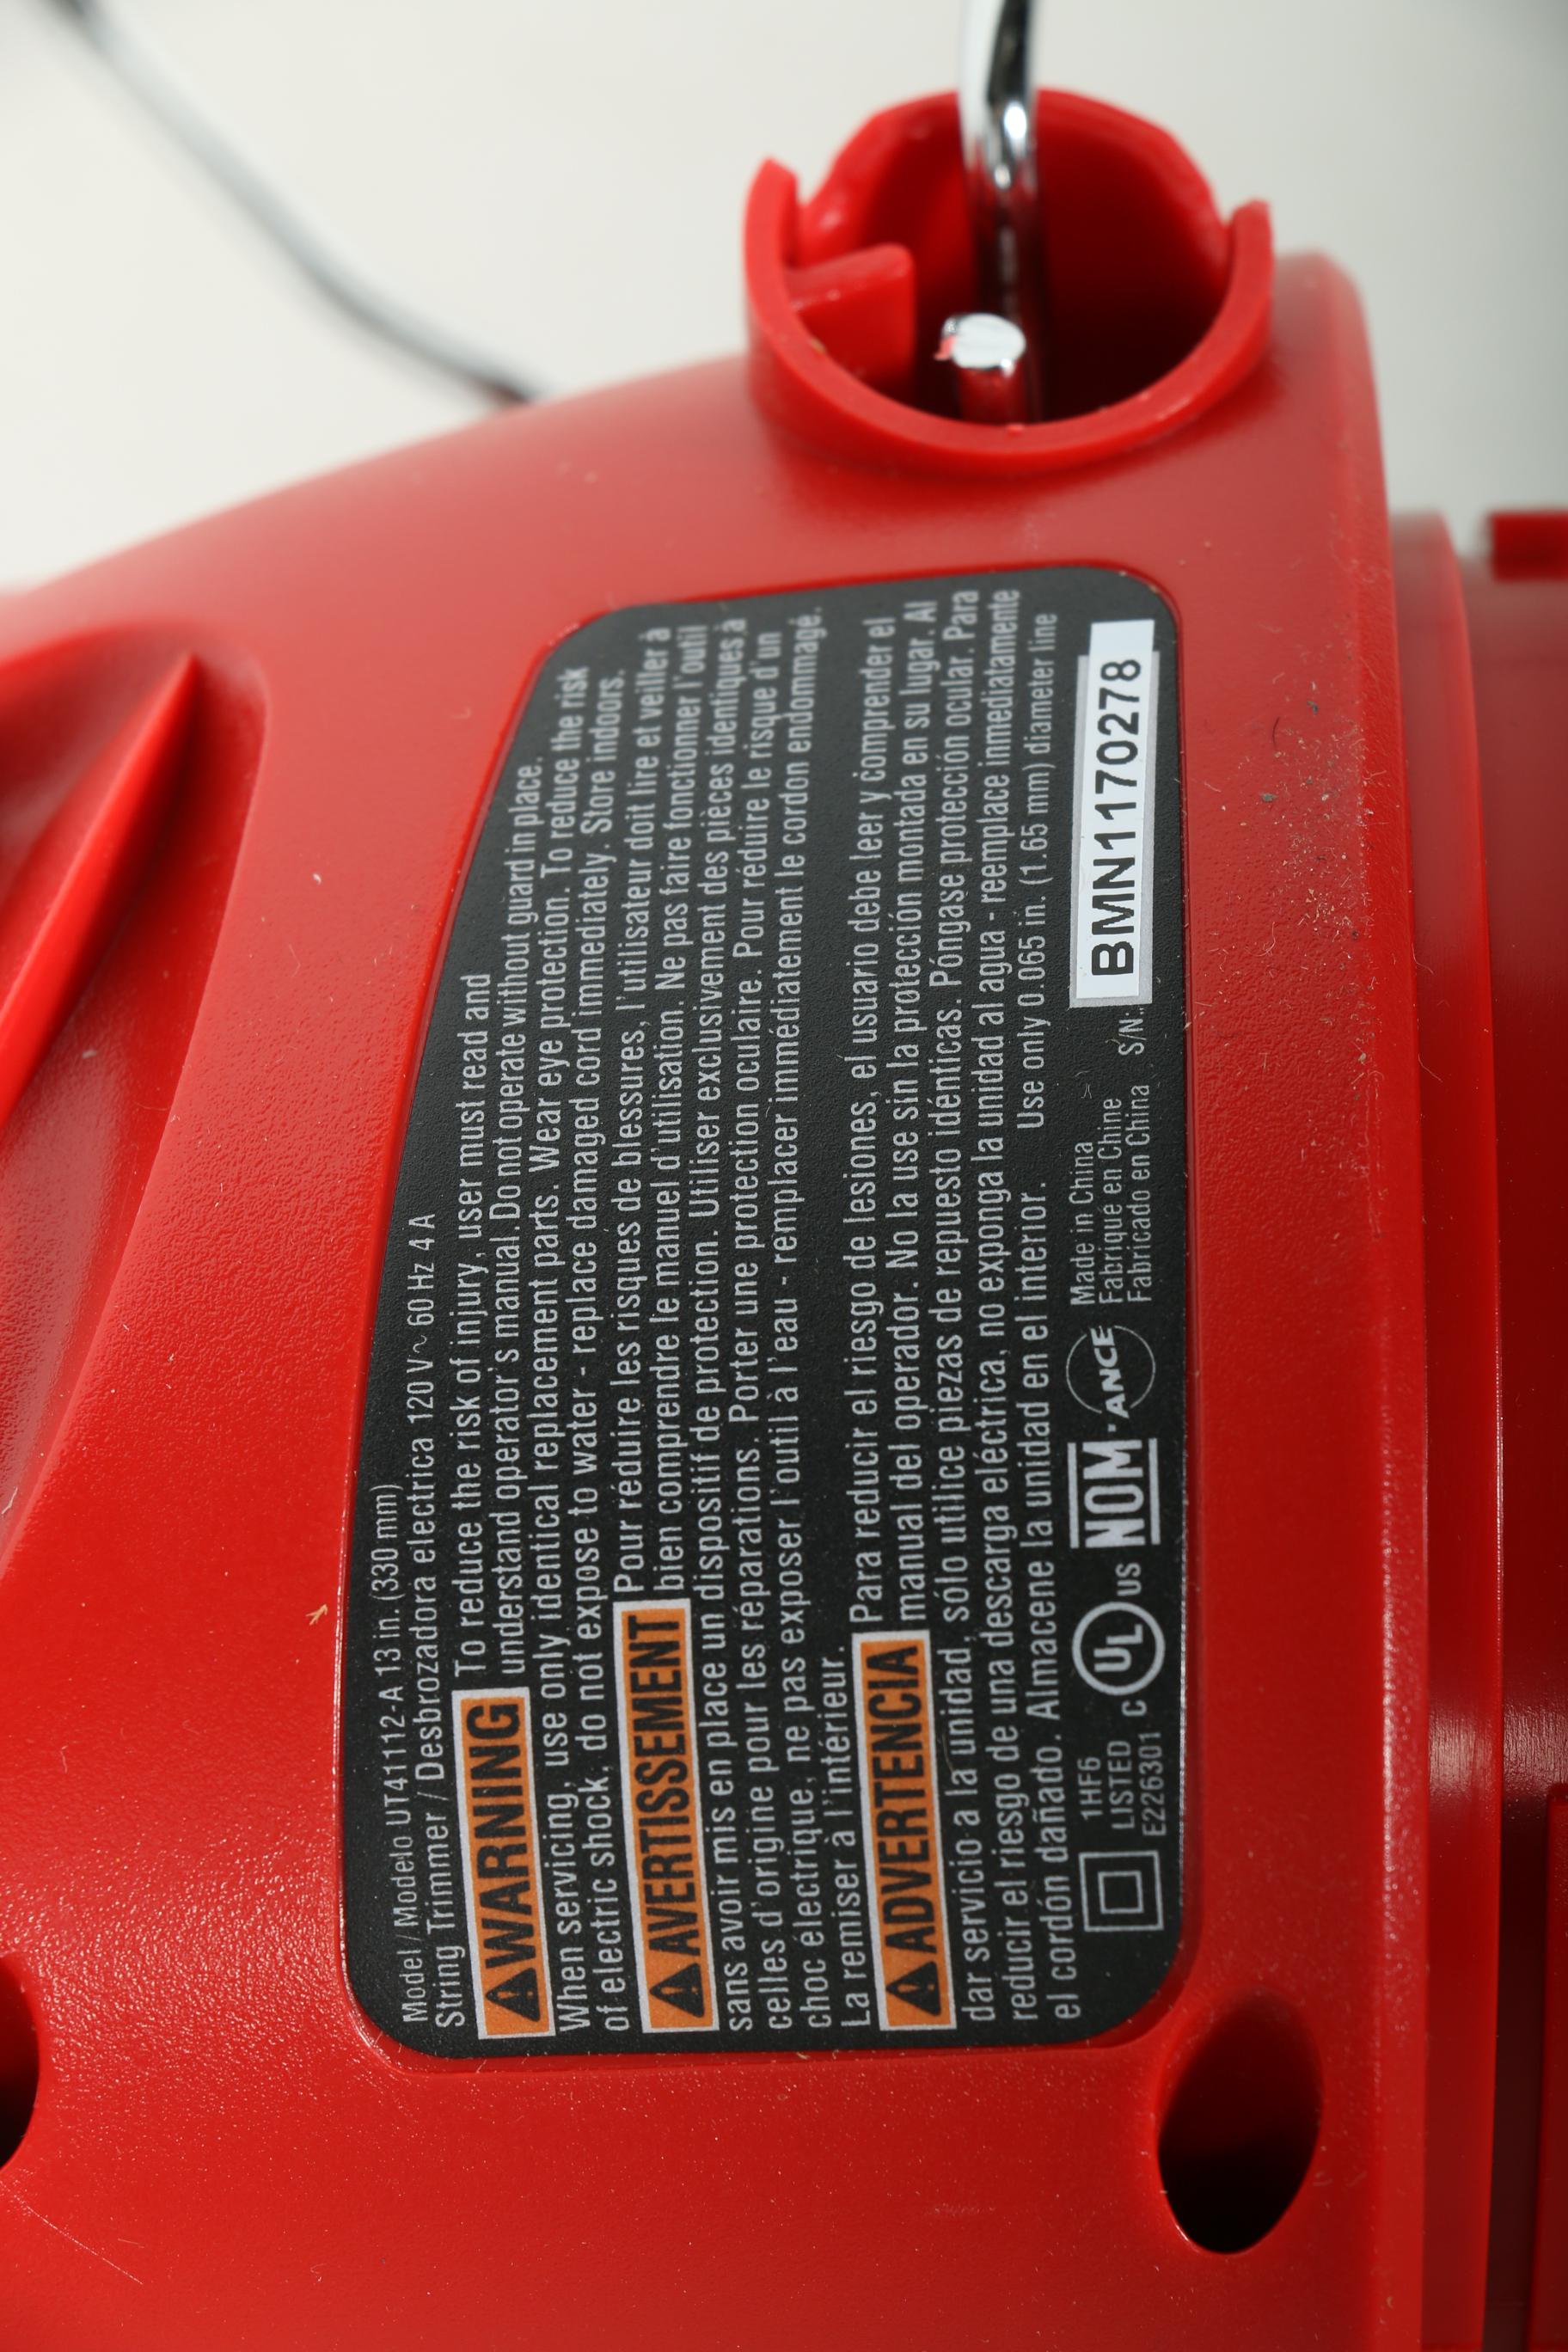 Model / Modelo UT41112-A 13 in. (330 mm)
String Trimmer / Desbrozadora electrica 120 V ~ 60 Hz 4 A
WARNING To reduce the risk of injury, user must read and
understand operator's manual. Do not operate without guard in place.
When servicing, use only identical replacement parts. Wear eye protection. To reduce the risk
of electric shock, do not expose to water - replace damaged cord immediately. Store indoors.
AVERTISSEMENT Pour réduire les risques de blessures, l'utilisateur doit lire et veiller à
bien comprendre le manuel d'utilisation. Ne pas faire fonctionner l'outil
sans avoir mis en place un dispositif de protection. Utiliser exclusivement des pièces identiques à
celles d'origine pour les réparations. Porter une protection oculaire. Pour réduire le risque d'un
choc électrique, ne pas exposer l'outil à l'eau - remplacer immédiatement le cordon endommagé.
La remiser à l'intérieur.
ADVERTENCIA Para reducir el riesgo de lesiones, el usuario debe leer y comprender el
manual del operador. No la use sin la protección montada en su lugar. Al
dar servicio a la unidad, sólo utilice piezas de repuesto idénticas. Póngase protección ocular. Para
reducir el riesgo de una descarga eléctrica, no exponga la unidad al agua - reemplace inmediatamente
el cordón dañado. Almacene la unidad en el interior. Use only 0.065 in. (1.65 mm) diameter line
1HF6
LISTED
E226301
C UL US
NOM-ANCE
Made in China
Fabriqué en Chine
Fabricado en China
S/N:
BMN1170278